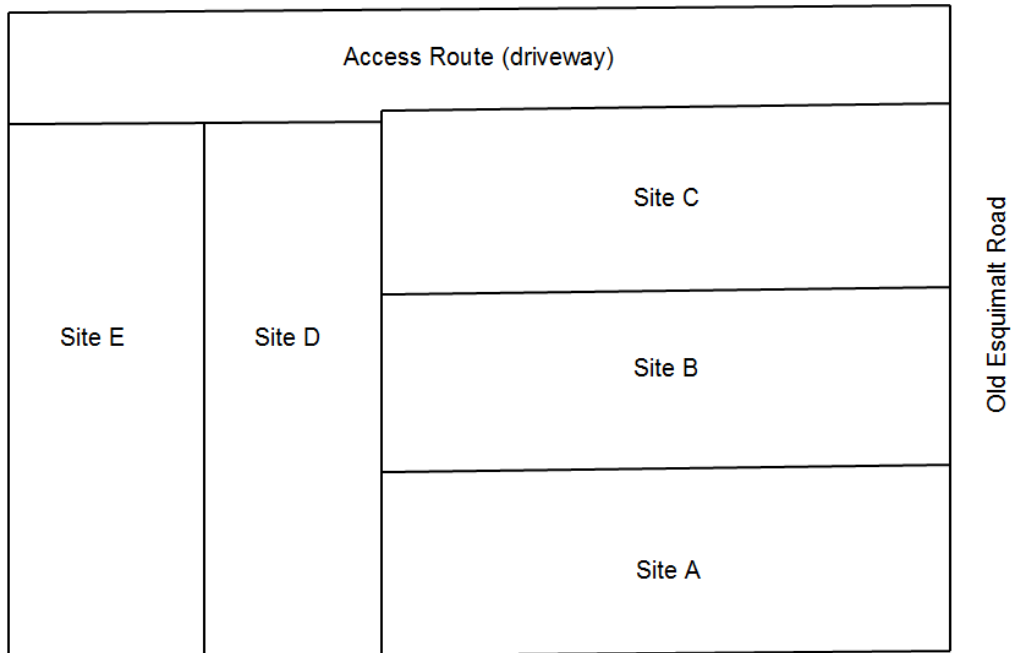 Access Route (driveway)
Site C
Old Esquimalt Road
Site E
Site D
Site B
Site A